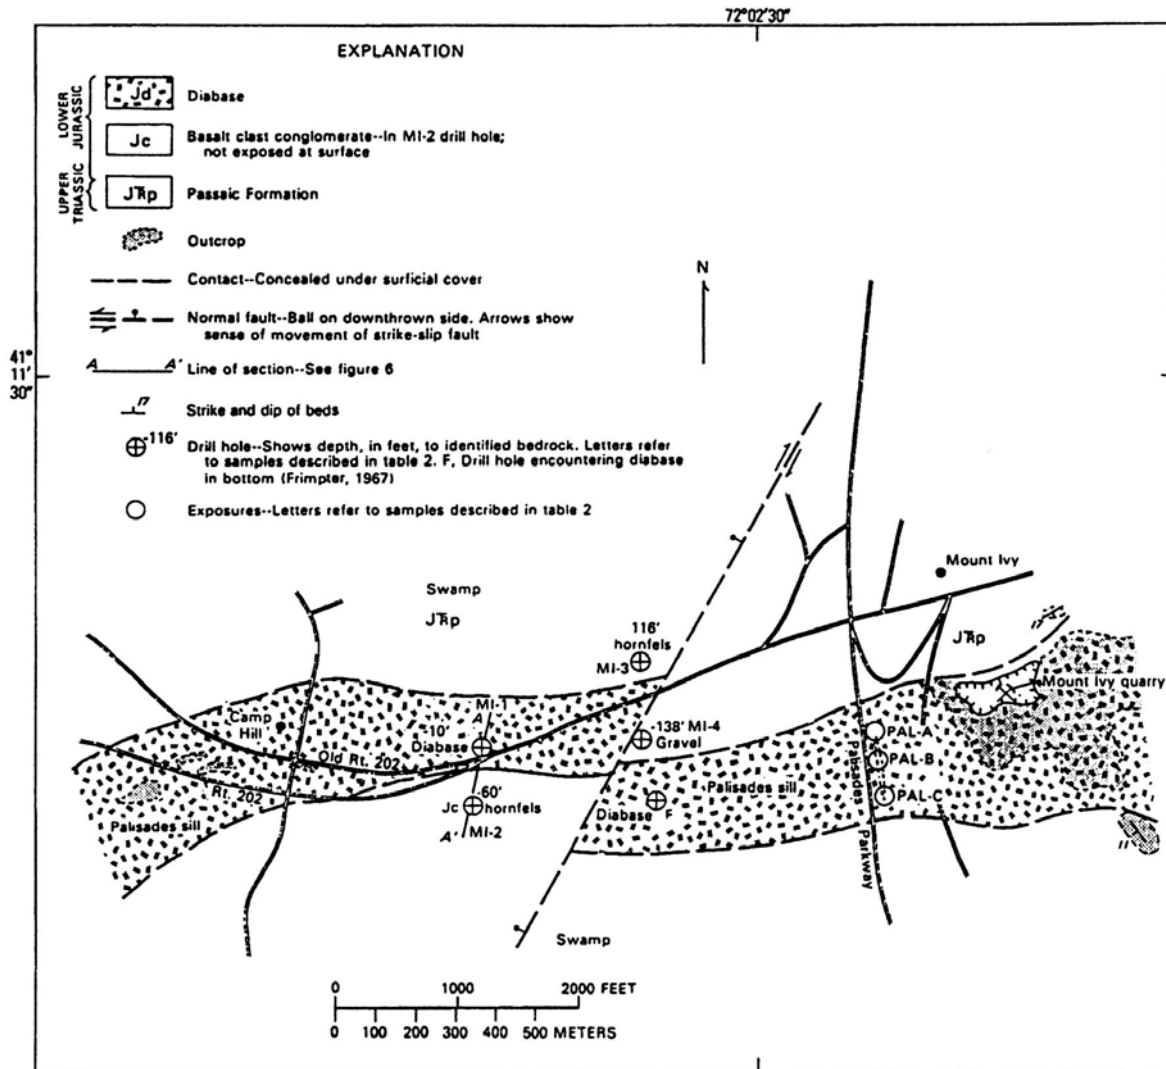 72°02'30"
EXPLANATION
LOWER JURASSIC
UPPER TRIASSIC
Jd Diabase
Jc Basalt clast conglomerate--In MI-2 drill hole;
not exposed at surface
JTRp Passaic Formation
Outcrop
Contact--Concealed under surficial cover
Normal fault--Ball on downthrown side. Arrows show
sense of movement of strike-slip fault
A A' Line of section--See figure 6
17 Strike and dip of beds
-116' Drill hole--Shows depth, in feet, to identified bedrock. Letters refer
to samples described in table 2. F, Drill hole encountering diabase
in bottom (Frimpter, 1967)
Exposures--Letters refer to samples described in table 2
N
41°
11'
30"
Mount Ivy
Swamp
JTRp
116'
hornfels
MI-3
JTRp
Mount Ivy quarry
MI-1
A
Camp
Hill
-10'
Diabase
-138' MI-4
Gravel
PAL-A
Old Rt. 202
PAL-B
Rt. 202
-60'
Jc hornfels
Palisades sill
PAL-C
Palisades sill
Diabase F
A' MI-2
11
Palisades Parkway
Swamp
0 1000 2000 FEET
0 100 200 300 400 500 METERS